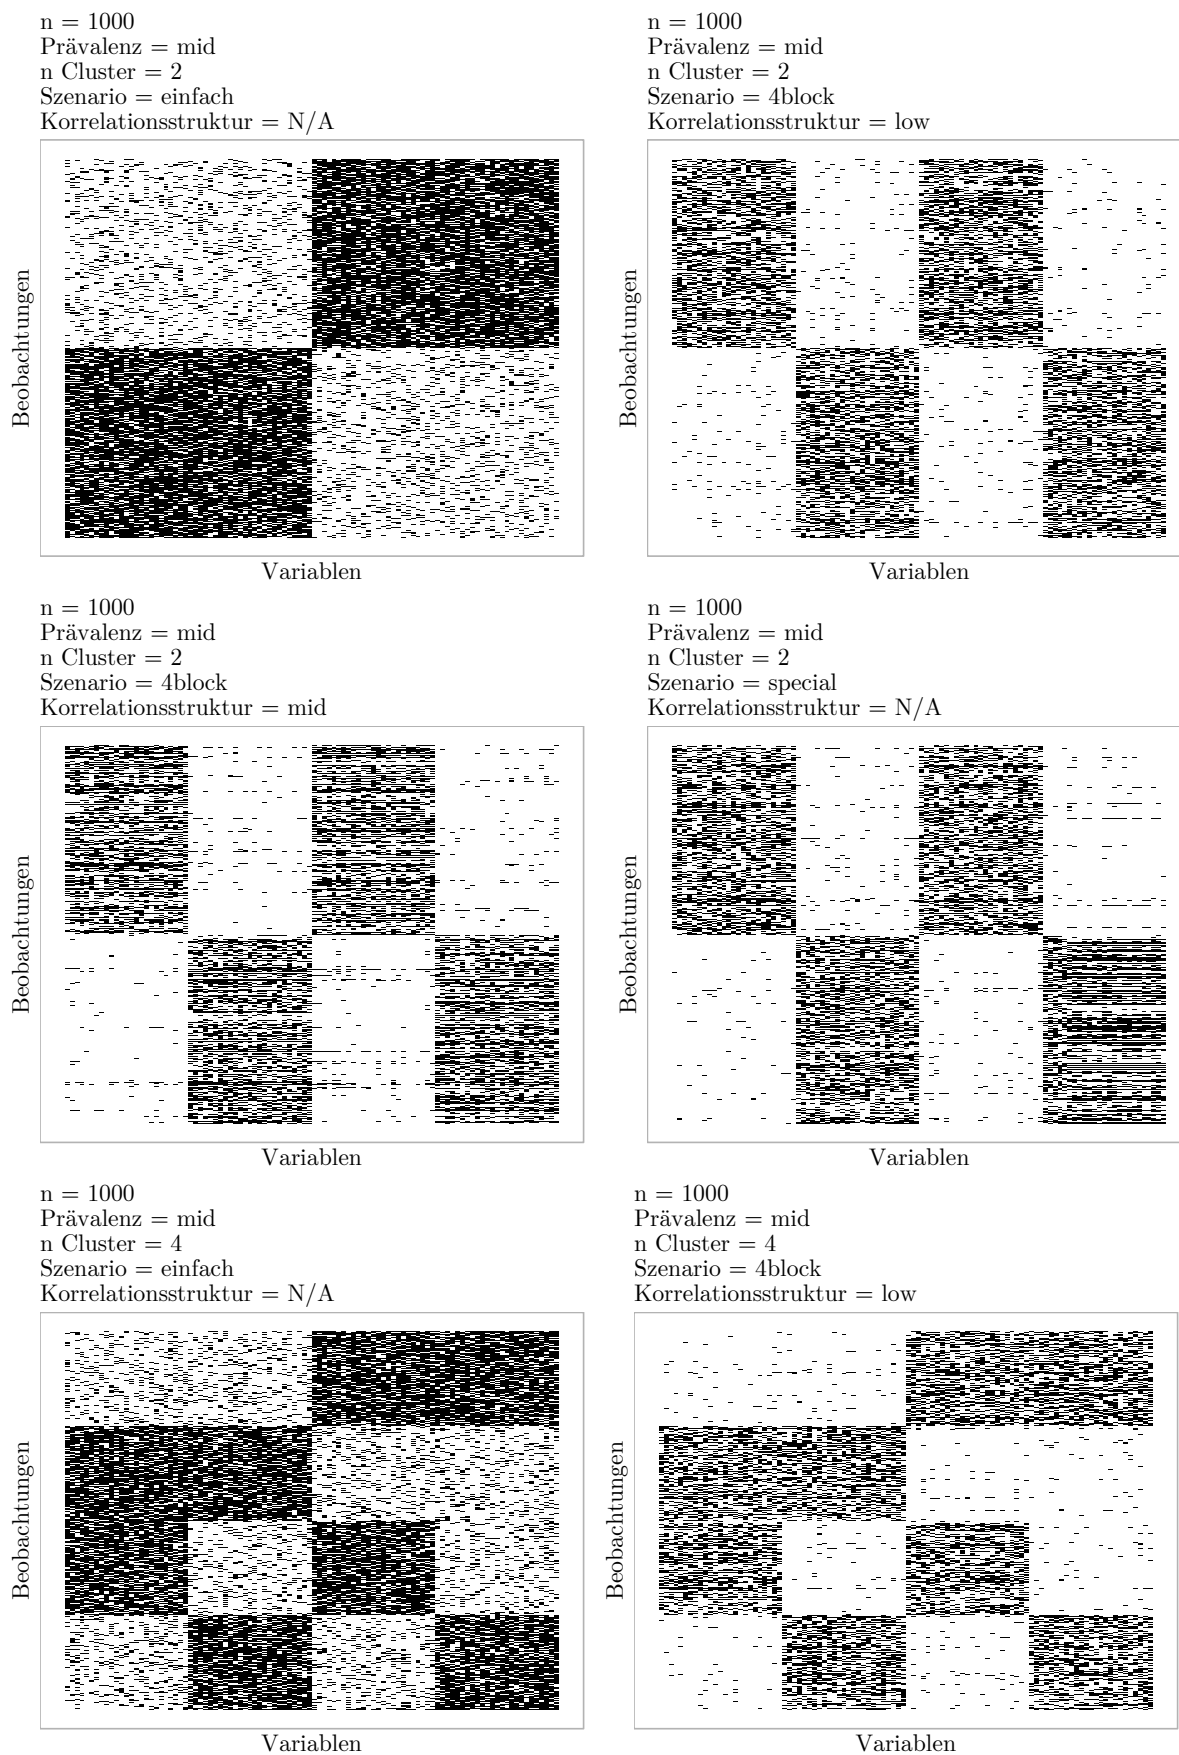 n = 1000
Prävalenz = mid
n Cluster = 2
Szenario = einfach
Korrelationsstruktur = N/A
Beobachtungen
Variablen
n = 1000
Prävalenz = mid
n Cluster = 2
Szenario = 4block
Korrelationsstruktur = low
Beobachtungen
Variablen
n = 1000
Prävalenz = mid
n Cluster = 2
Szenario = 4block
Korrelationsstruktur = mid
Beobachtungen
Variablen
n = 1000
Prävalenz = mid
n Cluster = 2
Szenario = special
Korrelationsstruktur = N/A
Beobachtungen
Variablen
n = 1000
Prävalenz = mid
n Cluster = 4
Szenario = einfach
Korrelationsstruktur = N/A
Beobachtungen
Variablen
n = 1000
Prävalenz = mid
n Cluster = 4
Szenario = 4block
Korrelationsstruktur = low
Beobachtungen
Variablen